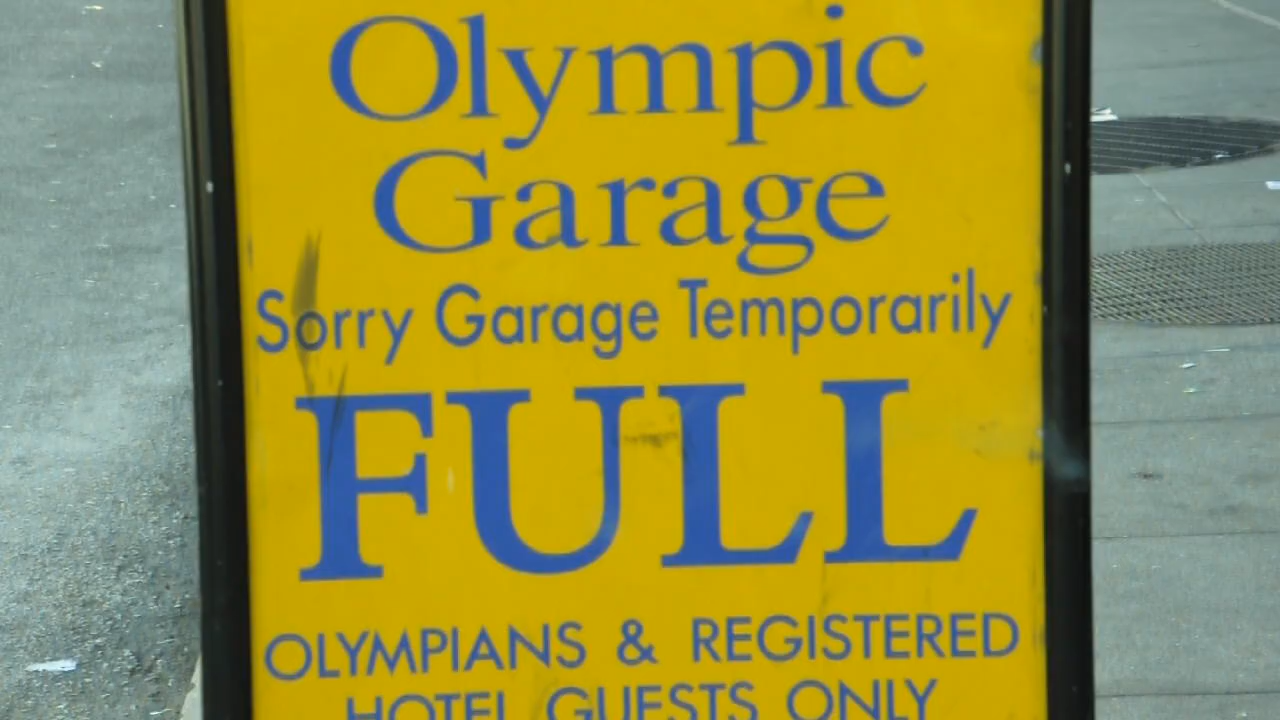 Olympic
Garage
Sorry Garage Temporarily
FULL
OLYMPIANS & REGISTERED
HOTEL GUESTS ONLY